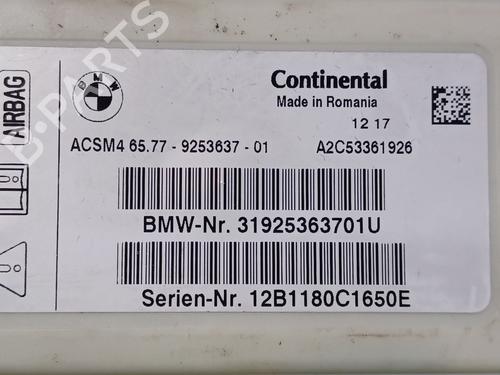 B-PARTS
AIRBAG
BMW
Continental
Made in Romania
12 17
ACSM4 65.77 - 9253637 - 01 A2C53361926
BMW-Nr. 31925363701U
Serien-Nr. 12B1180C1650E